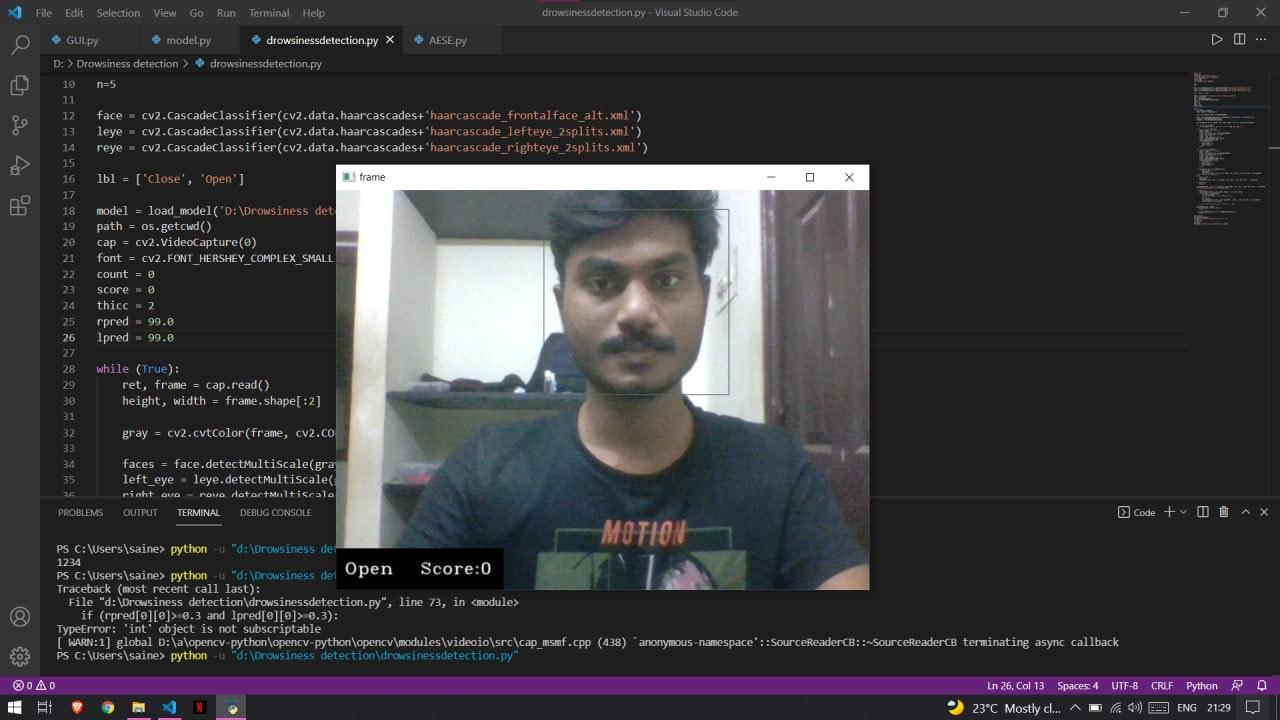 File Edit Selection View Go Run Terminal Help drowsinessdetection.py - Visual Studio Code
GUI.py model.py drowsinessdetection.py AESE.py
D: > Drowsiness detection > drowsinessdetection.py
10 n=5
11
12 face = cv2.CascadeClassifier(cv2.data.haarcascades+'haarcascade_frontalface_alt.xml')
13 leye = cv2.CascadeClassifier(cv2.data.haarcascades+'haarcascade_lefteye_2splits.xml')
14 reye = cv2.CascadeClassifier(cv2.data.haarcascades+'haarcascade_righteye_2splits.xml')
15
16 lbl = ['Close', 'Open']
17
18 model = load_model('D:\Drowsiness det
19 path = os.getcwd()
20 cap = cv2.VideoCapture(0)
21 font = cv2.FONT_HERSHEY_COMPLEX_SMALL
22 count = 0
23 score = 0
24 thicc = 2
25 rpred = 99.0
26 lpred = 99.0
27
28 while (True):
29 ret, frame = cap.read()
30 height, width = frame.shape[:2]
31
32 gray = cv2.cvtColor(frame, cv2.CO
33
34 faces = face.detectMultiScale(gra
35 left_eye = leye.detectMultiScale(
36 right_eye = reye.detectMultiScale
frame
MOTION
Open Score:0
PROBLEMS OUTPUT TERMINAL DEBUG CONSOLE Code
PS C:\Users\saine> python -u "d:\Drowsiness det
1234
PS C:\Users\saine> python -u "d:\Drowsiness det
Traceback (most recent call last):
File "d:\Drowsiness detection\drowsinessdetection.py", line 73, in <module>
if (rpred[0][0]>=0.3 and lpred[0][0]>=0.3):
TypeError: 'int' object is not subscriptable
[ WARN:1] global D:\a\opencv-python\opencv-python\opencv\modules\videoio\src\cap_msmf.cpp (438) `anonymous-namespace'::SourceReaderCB::~SourceReaderCB terminating async callback
PS C:\Users\saine> python -u "d:\Drowsiness detection\drowsinessdetection.py"
0 0 Ln 26, Col 13 Spaces: 4 UTF-8 CRLF Python
N 23°C Mostly cl... ENG 21:29